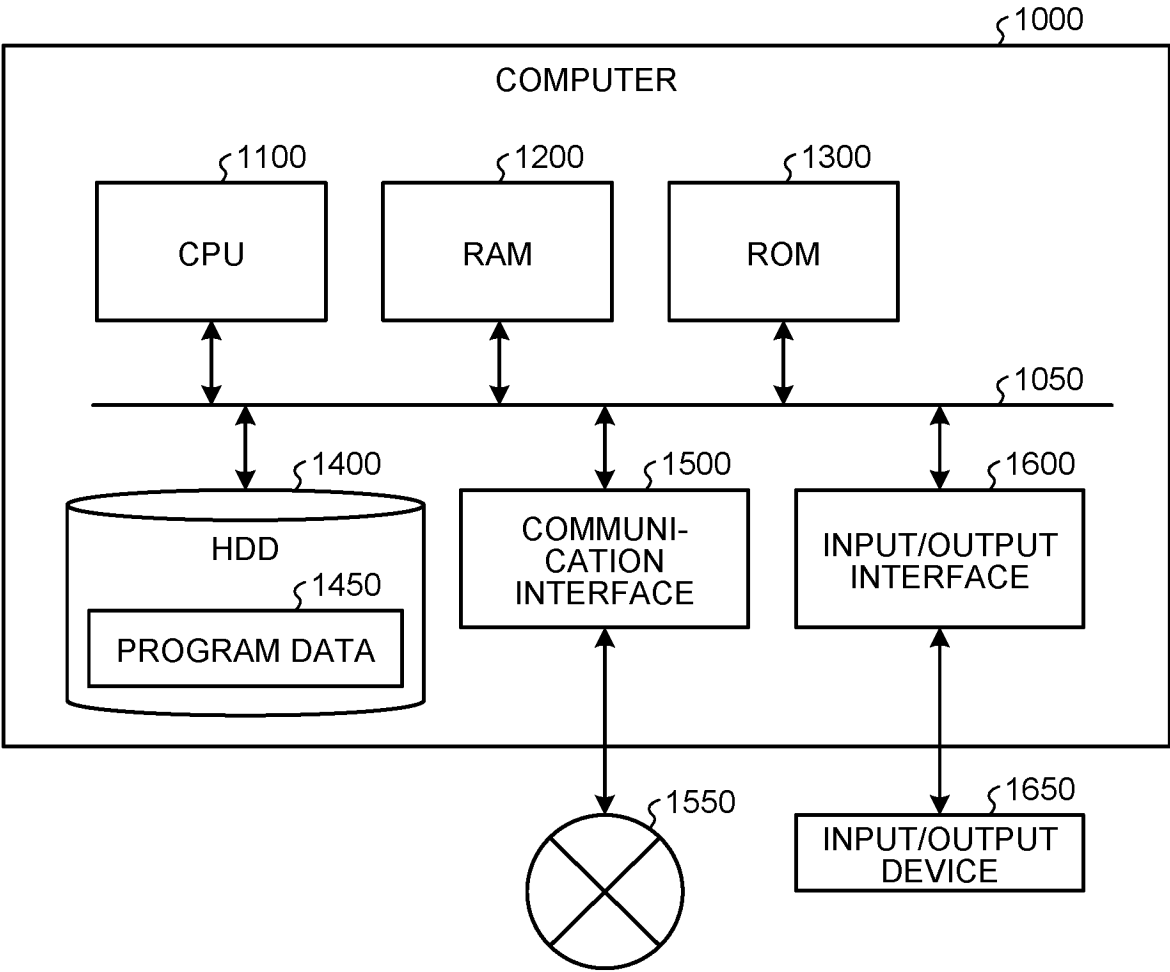 1000
COMPUTER
1100
1200
1300
CPU
RAM
ROM
1050
1400
1500
1600
HDD
COMMUNI-
CATION
INTERFACE
INPUT/OUTPUT
INTERFACE
1450
PROGRAM DATA
1550
1650
INPUT/OUTPUT
DEVICE